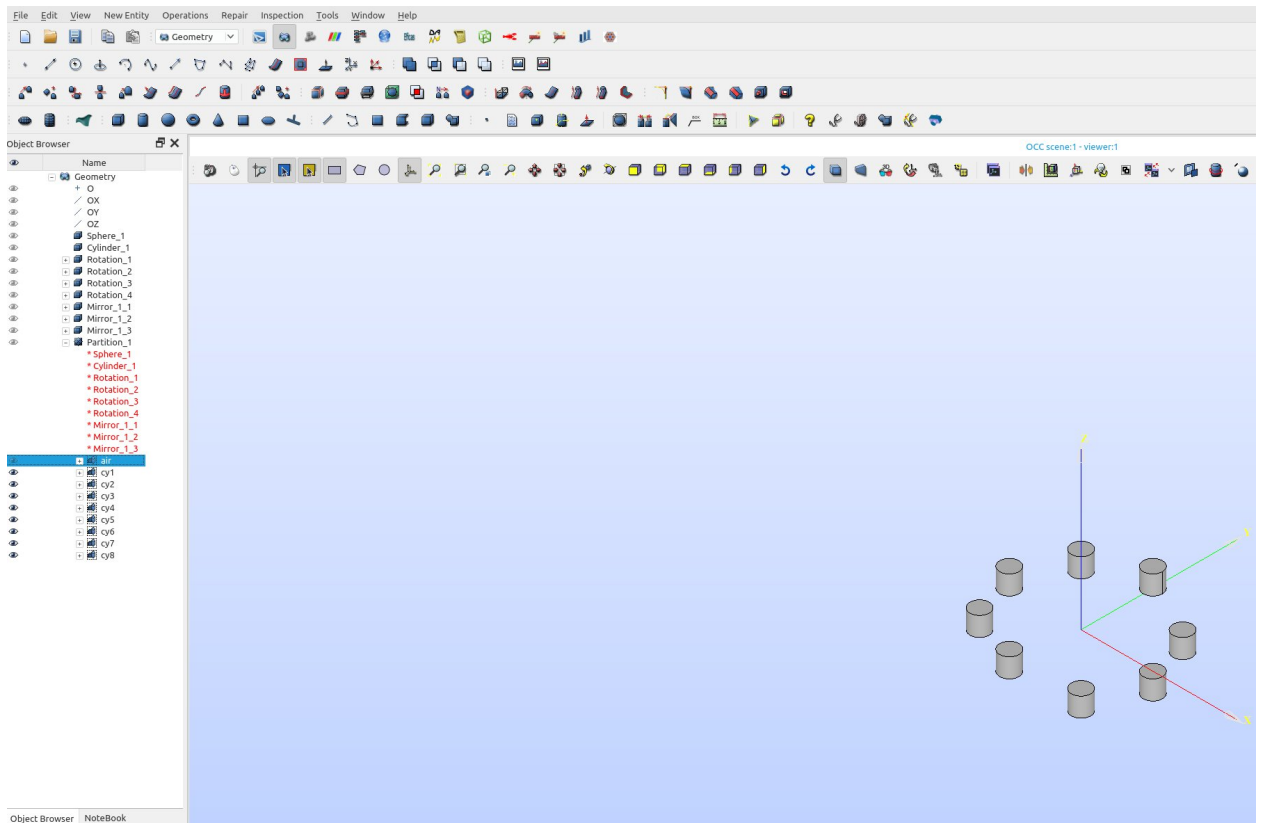 File Edit View New Entity Operations Repair Inspection Tools Window Help
Geometry
Object Browser
OCC scene:1 - viewer:1
Name
Geometry
O
OX
OY
OZ
Sphere_1
Cylinder_1
Rotation_1
Rotation_2
Rotation_3
Rotation_4
Mirror_1_1
Mirror_1_2
Mirror_1_3
Partition_1
* Sphere_1
* Cylinder_1
* Rotation_1
* Rotation_2
* Rotation_3
* Rotation_4
* Mirror_1_1
* Mirror_1_2
* Mirror_1_3
air
cy1
cy2
cy3
cy4
cy5
cy6
cy7
cy8
Z
X
Object Browser NoteBook